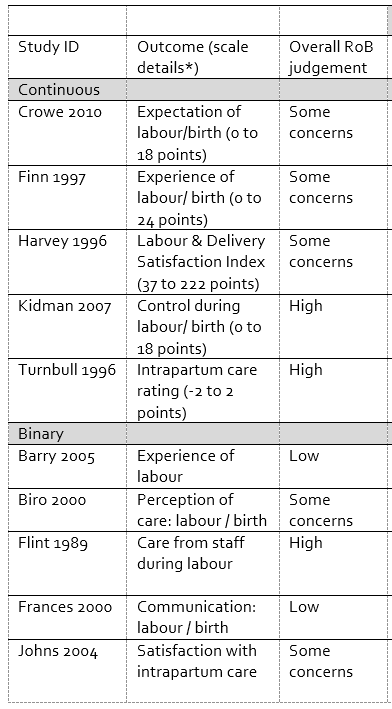 Study ID Outcome (scale details*) Overall RoB judgement
Continuous
Crowe 2010 Expectation of labour/birth (0 to 18 points) Some concerns
Finn 1997 Experience of labour/ birth (0 to 24 points) Some concerns
Harvey 1996 Labour & Delivery Satisfaction Index (37 to 222 points) Some concerns
Kidman 2007 Control during labour/ birth (0 to 18 points) High
Turnbull 1996 Intrapartum care rating (-2 to 2 points) High
Binary
Barry 2005 Experience of labour Low
Biro 2000 Perception of care: labour / birth Some concerns
Flint 1989 Care from staff during labour High
Frances 2000 Communication: labour / birth Low
Johns 2004 Satisfaction with intrapartum care Some concerns